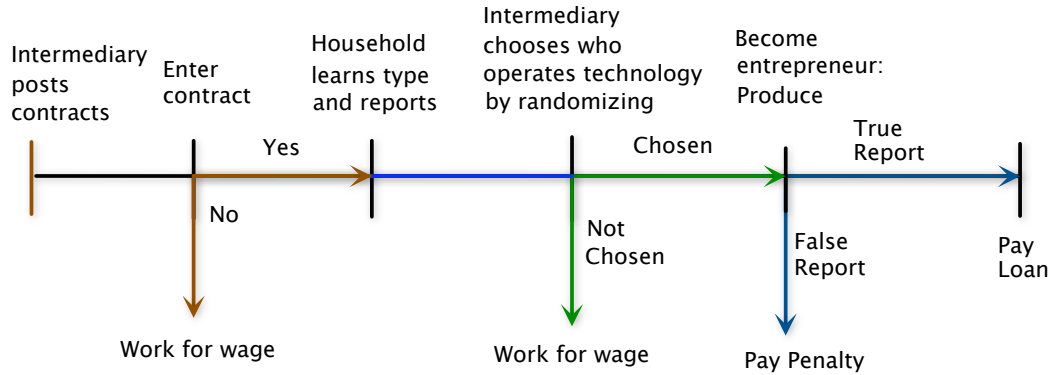 Intermediary
posts
contracts
Enter
contract
Household
learns type
and reports
Intermediary
chooses who
operates technology
by randomizing
Become
entrepreneur:
Produce
Yes
No
Work for wage
Chosen
Not
Chosen
Work for wage
True
Report
False
Report
Pay Penalty
Pay
Loan